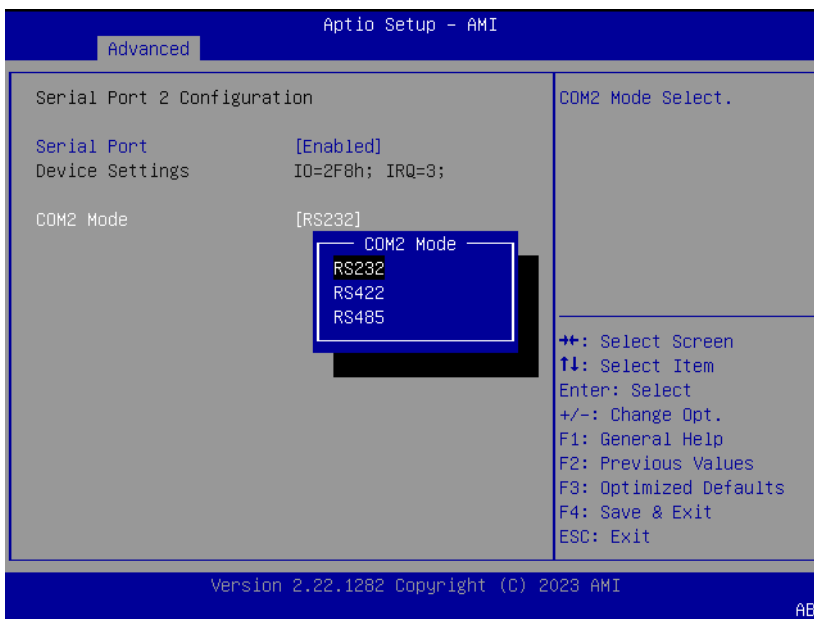 Aptio Setup – AMI
Advanced
Serial Port 2 Configuration
Serial Port [Enabled]
Device Settings IO=2F8h; IRQ=3;
COM2 Mode [RS232]
COM2 Mode
RS232
RS422
RS485
COM2 Mode Select.
→←: Select Screen
↑↓: Select Item
Enter: Select
+/-: Change Opt.
F1: General Help
F2: Previous Values
F3: Optimized Defaults
F4: Save & Exit
ESC: Exit
Version 2.22.1282 Copyright (C) 2023 AMI
AB